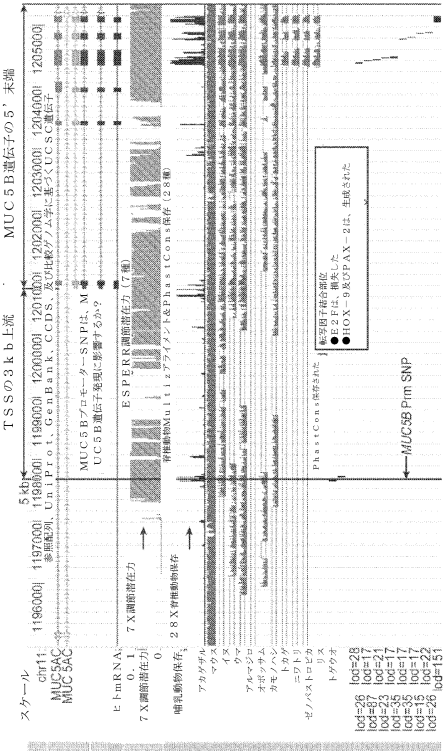 TSSの3kb上流
MUC5B遺伝子の5'末端
スケール
5 kb
chr11:
1196000| 1197000| 1198000| 1199000| 1200000| 1201000| 1202000| 1203000| 1204000| 1205000|
参照配列、UniProt、GenBank、CCDS、及び比較ゲノム学に基づくUCSC遺伝子
MUC5AC
MUC 5AC
MUC5BプロモーターSNPは、M
UC5B遺伝子発現に影響するか?
ヒトmRNA
ESPERR調節潜在力(7種)
0.1
7X調節潜在力
7X調節潜在力
0
脊椎動物Multizアライメント&PhastCons保存(28種)
28X脊椎動物保存
哺乳動物保存
アカゲザル
マウス
イヌ
ウマ
アルマジロ
オポッサム
カモノハシ
トカゲ
ニワトリ
ゼノパストロピカ
リス
トゲウオ
PhastCons保存された
転写因子結合部位
●E2Fは、損失した
●HOX-9及びPAX-2は、生成された
MUC5B Prm SNP
lod=28
lod=26
lod=17
lod=87
lod=21
lod=23
lod=17
lod=35
lod=17
lod=35
lod=17
lod=15
lod=22
lod=26
lod=151